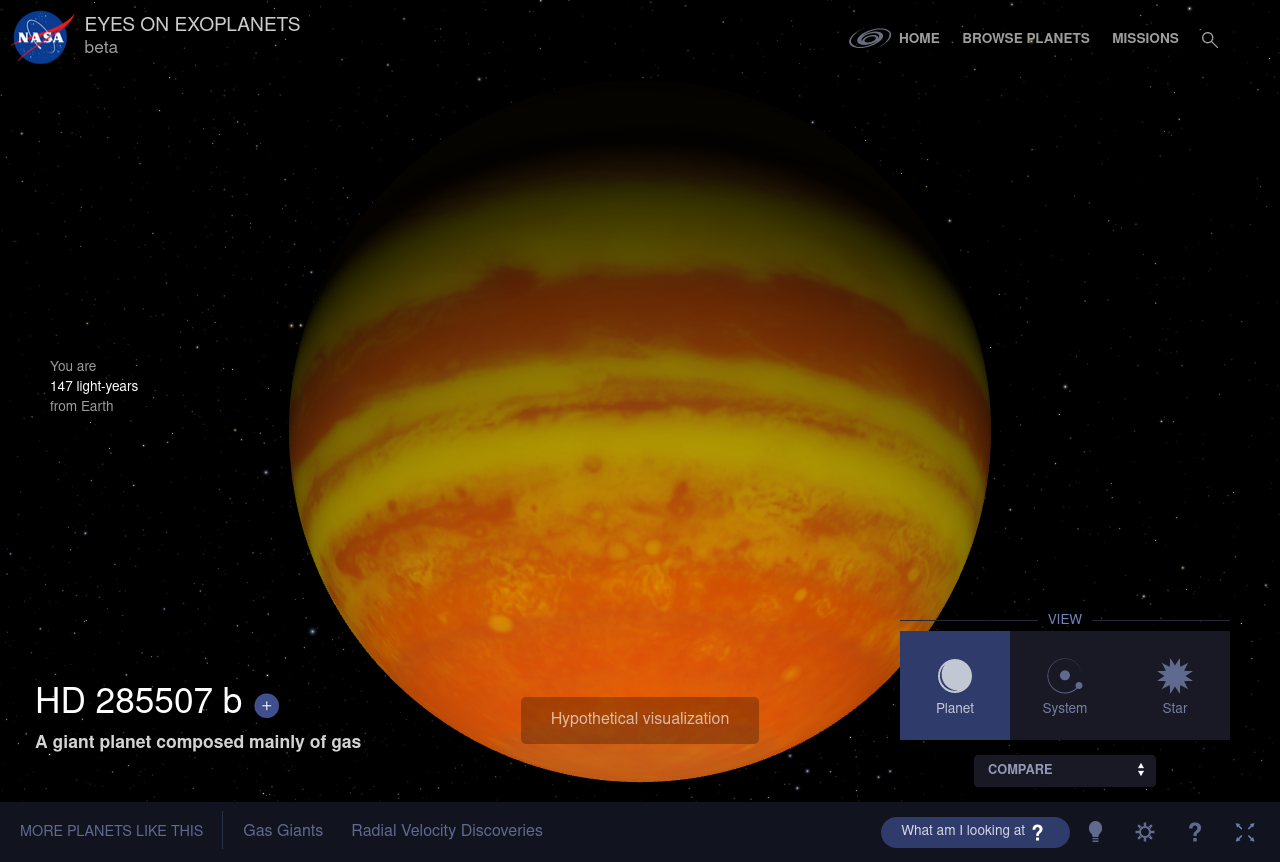 NASA
EYES ON EXOPLANETS
beta
HOME
BROWSE PLANETS
MISSIONS
You are
147 light-years
from Earth
VIEW
Planet
System
Star
HD 285507 b
+
A giant planet composed mainly of gas
Hypothetical visualization
COMPARE
MORE PLANETS LIKE THIS
Gas Giants
Radial Velocity Discoveries
What am I looking at ?
?